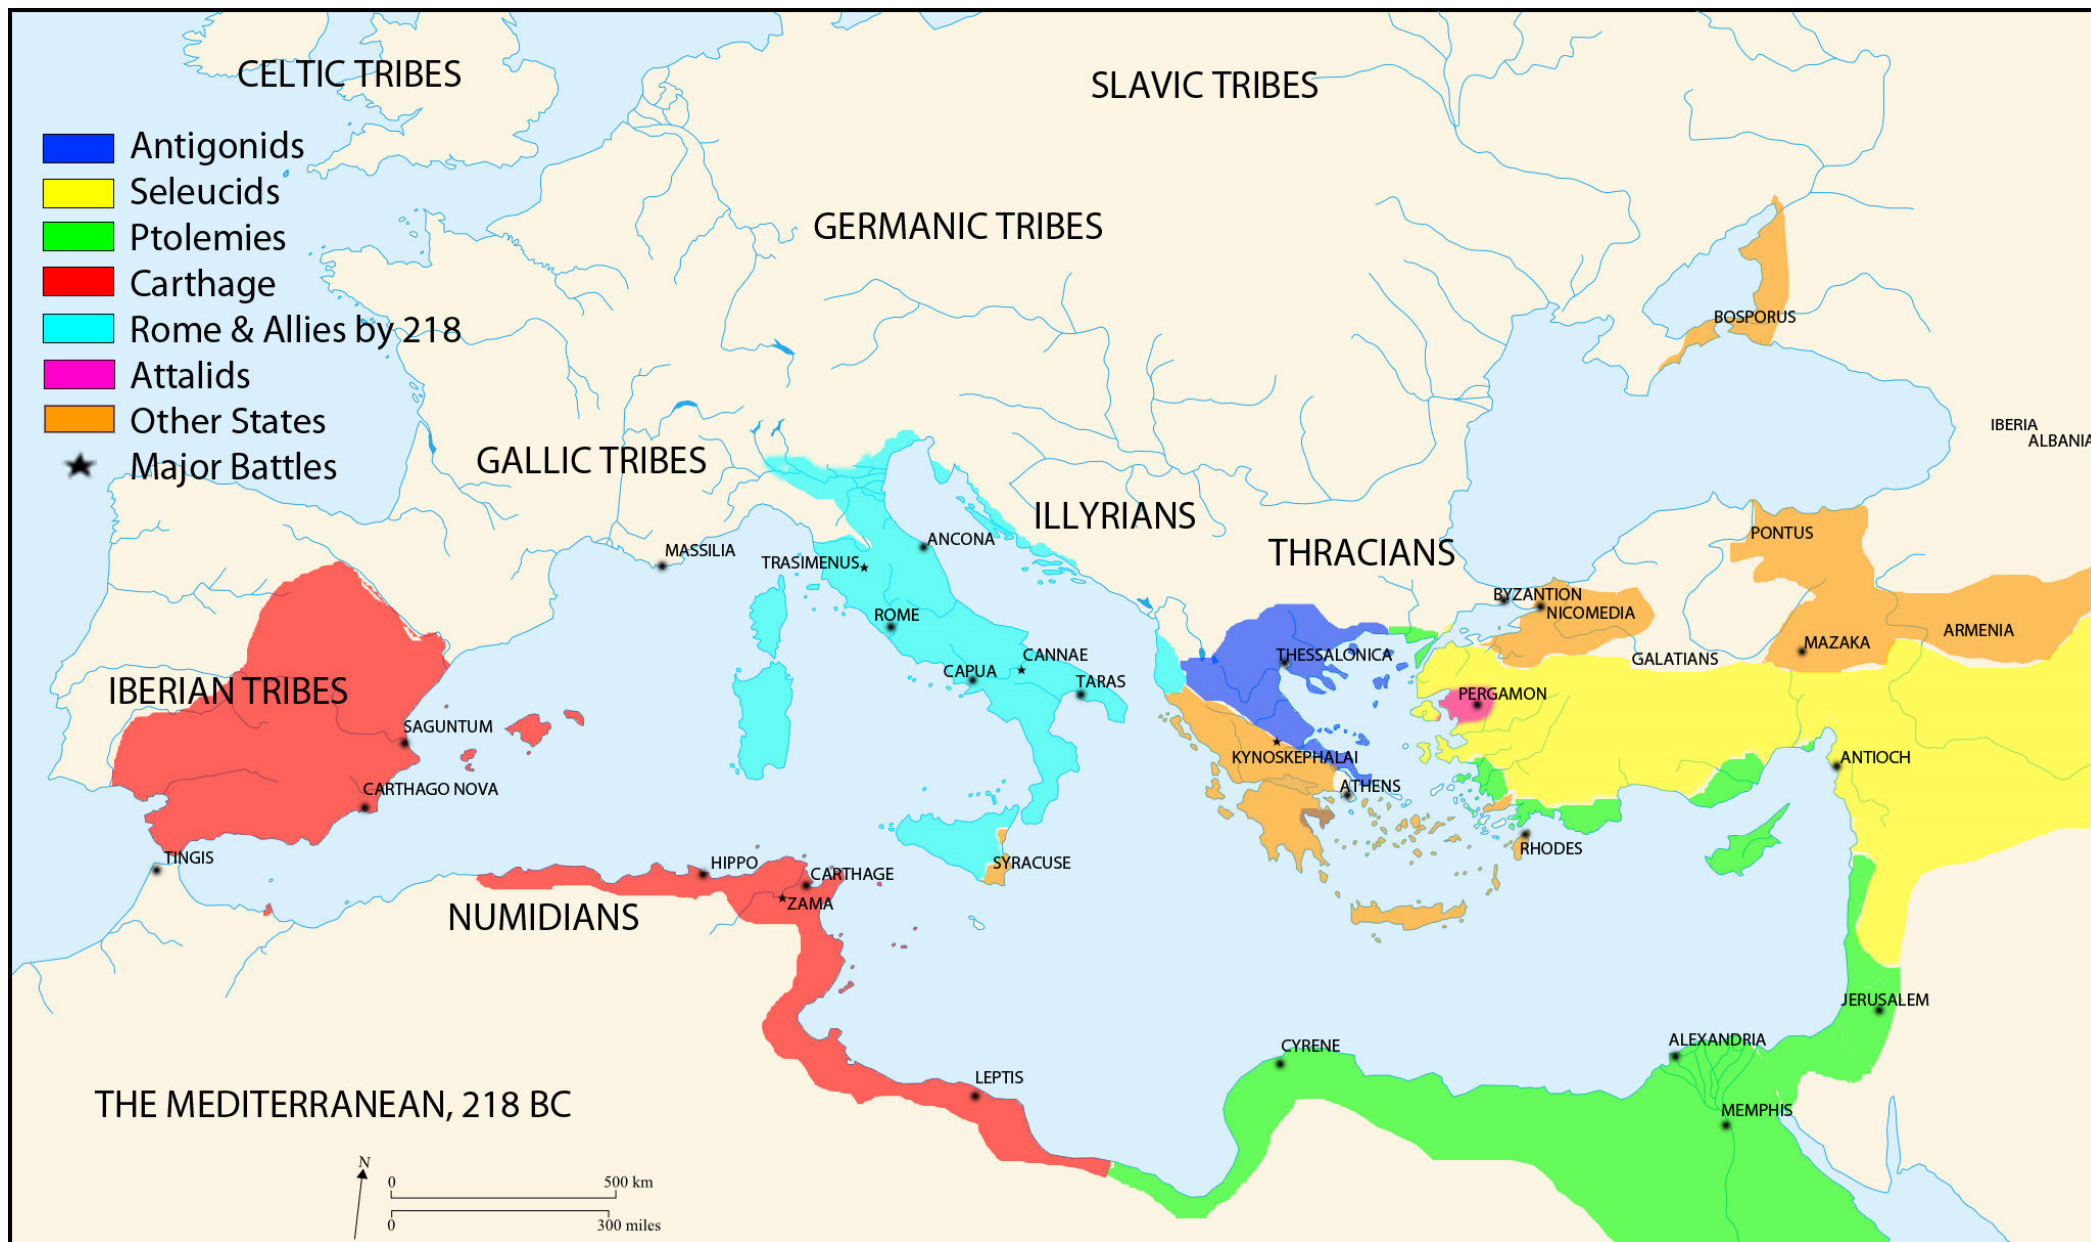 CELTIC TRIBES
SLAVIC TRIBES
Antigonids
Seleucids
Ptolemies
Carthage
Rome & Allies by 218
Attalids
Other States
Major Battles
GERMANIC TRIBES
BOSPORUS
IBERIA
ALBANIA
GALLIC TRIBES
ILLYRIANS
THRACIANS
PONTUS
MASSILIA
ANCONA
TRASIMENUS
ROME
CAPUA
CANNAE
TARAS
BYZANTION
NICOMEDIA
ARMENIA
MAZAKA
GALATIANS
THESSALONICA
PERGAMON
IBERIAN TRIBES
SAGUNTUM
CARTHAGO NOVA
KYNOSKEPHALAI
ATHENS
ANTIOCH
RHODES
TINGIS
HIPPO
CARTHAGE
ZAMA
SYRACUSE
NUMIDIANS
JERUSALEM
ALEXANDRIA
CYRENE
LEPTIS
MEMPHIS
THE MEDITERRANEAN, 218 BC
N
0 500 km
0 300 miles